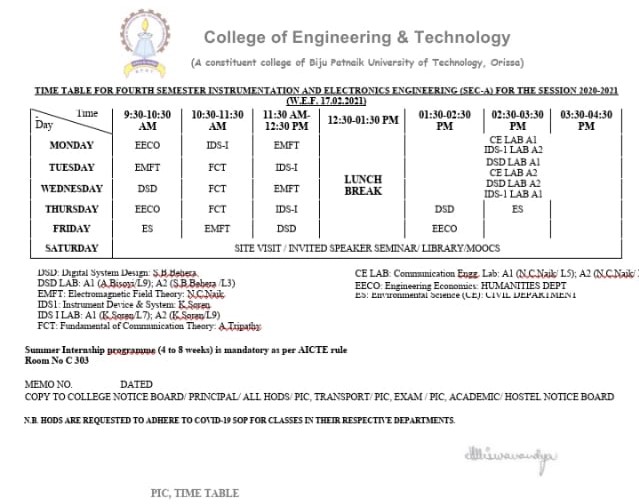 College of Engineering & Technology
(A constituent college of Biju Patnaik University of Technology, Orissa)
TIME TABLE FOR FOURTH SEMESTER INSTRUMENTATION AND ELECTRONICS ENGINEERING (SEC-A) FOR THE SESSION 2020-2021
(W.E.F. 17.02.2021)
Time Day 9:30-10:30 AM 10:30-11:30 AM 11:30 AM-12:30 PM 12:30-01:30 PM 01:30-02:30 PM 02:30-03:30 PM 03:30-04:30 PM
MONDAY EECO IDS-I EMFT CE LAB A1 IDS-1 LAB A2
TUESDAY EMFT FCT IDS-I DSD LAB A1 CE LAB A2
LUNCH BREAK
WEDNESDAY DSD FCT EMFT DSD LAB A2 IDS-1 LAB A1
THURSDAY EECO FCT IDS-I DSD ES
FRIDAY ES EMFT DSD EECO
SATURDAY SITE VISIT / INVITED SPEAKER SEMINAR/ LIBRARY/MOOCS
DSD: Digital System Design: S.B.Behera
DSD LAB: A1 (A.Bisoyi/L9); A2 (S.B.Behera /L3)
EMFT: Electromagnetic Field Theory: N.C.Naik
IDS1: Instrument Device & System: K.Soren
IDS I LAB: A1 (K.Soren/L7); A2 (K.Soren/L9)
FCT: Fundamental of Communication Theory: A.Tripathy
CE LAB: Communication Engg. Lab: A1 (N.C.Naik/ L5); A2 (N.C.Naik/
EECO: Engineering Economics: HUMANITIES DEPT
ES: Environmental Science (CE): CIVIL DEPARTMENT
Summer Internship programme (4 to 8 weeks) is mandatory as per AICTE rule
Room No C 303
MEMO NO. DATED
COPY TO COLLEGE NOTICE BOARD/ PRINCIPAL/ ALL HODS/ PIC, TRANSPORT/ PIC, EXAM / PIC, ACADEMIC/ HOSTEL NOTICE BOARD
N.B. HODS ARE REQUESTED TO ADHERE TO COVID-19 SOP FOR CLASSES IN THEIR RESPECTIVE DEPARTMENTS.
PIC, TIME TABLE